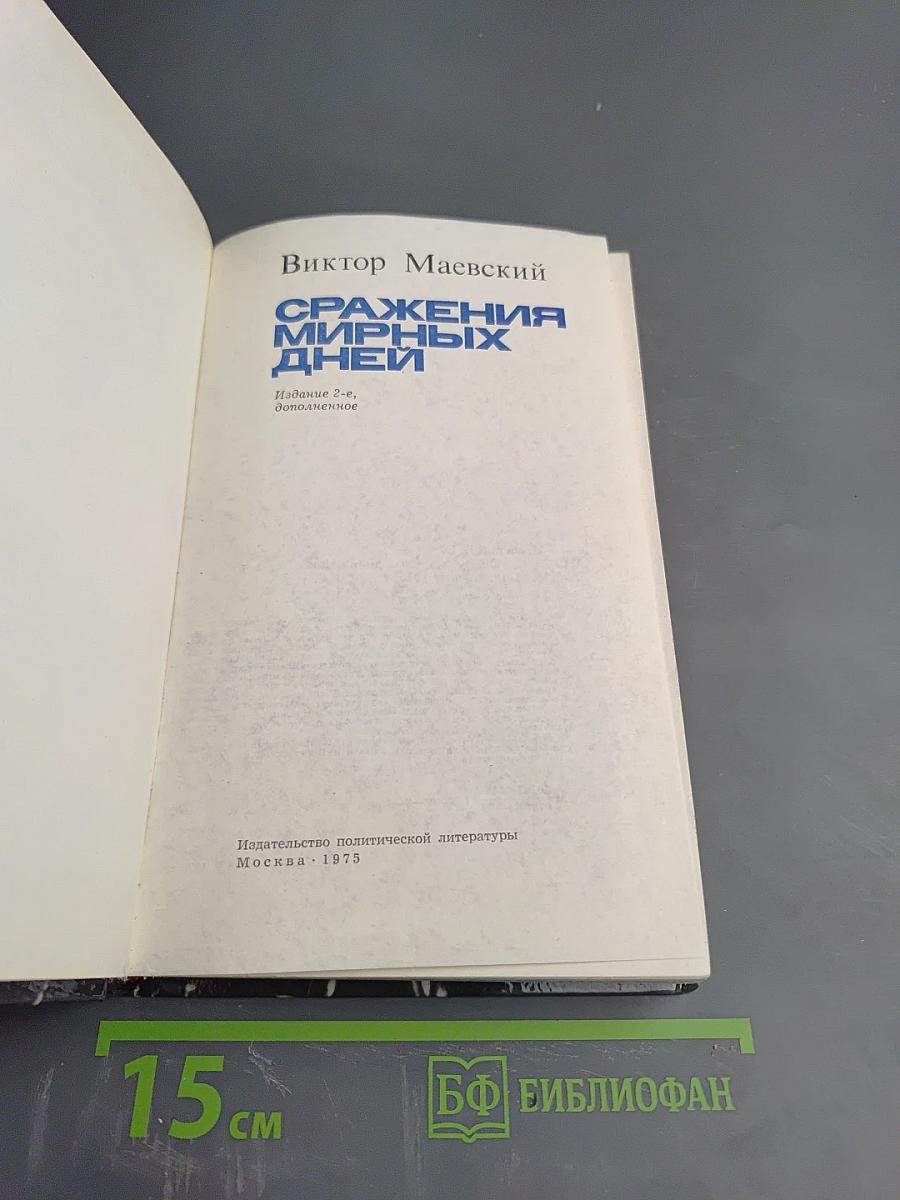 Виктор Маевский
СРАЖЕНИЯ
МИРНЫХ
ДНЕЙ
Издание 2-е,
дополненное
Издательство политической литературы
Москва · 1975
15 см
БФ БИБЛИОФАН